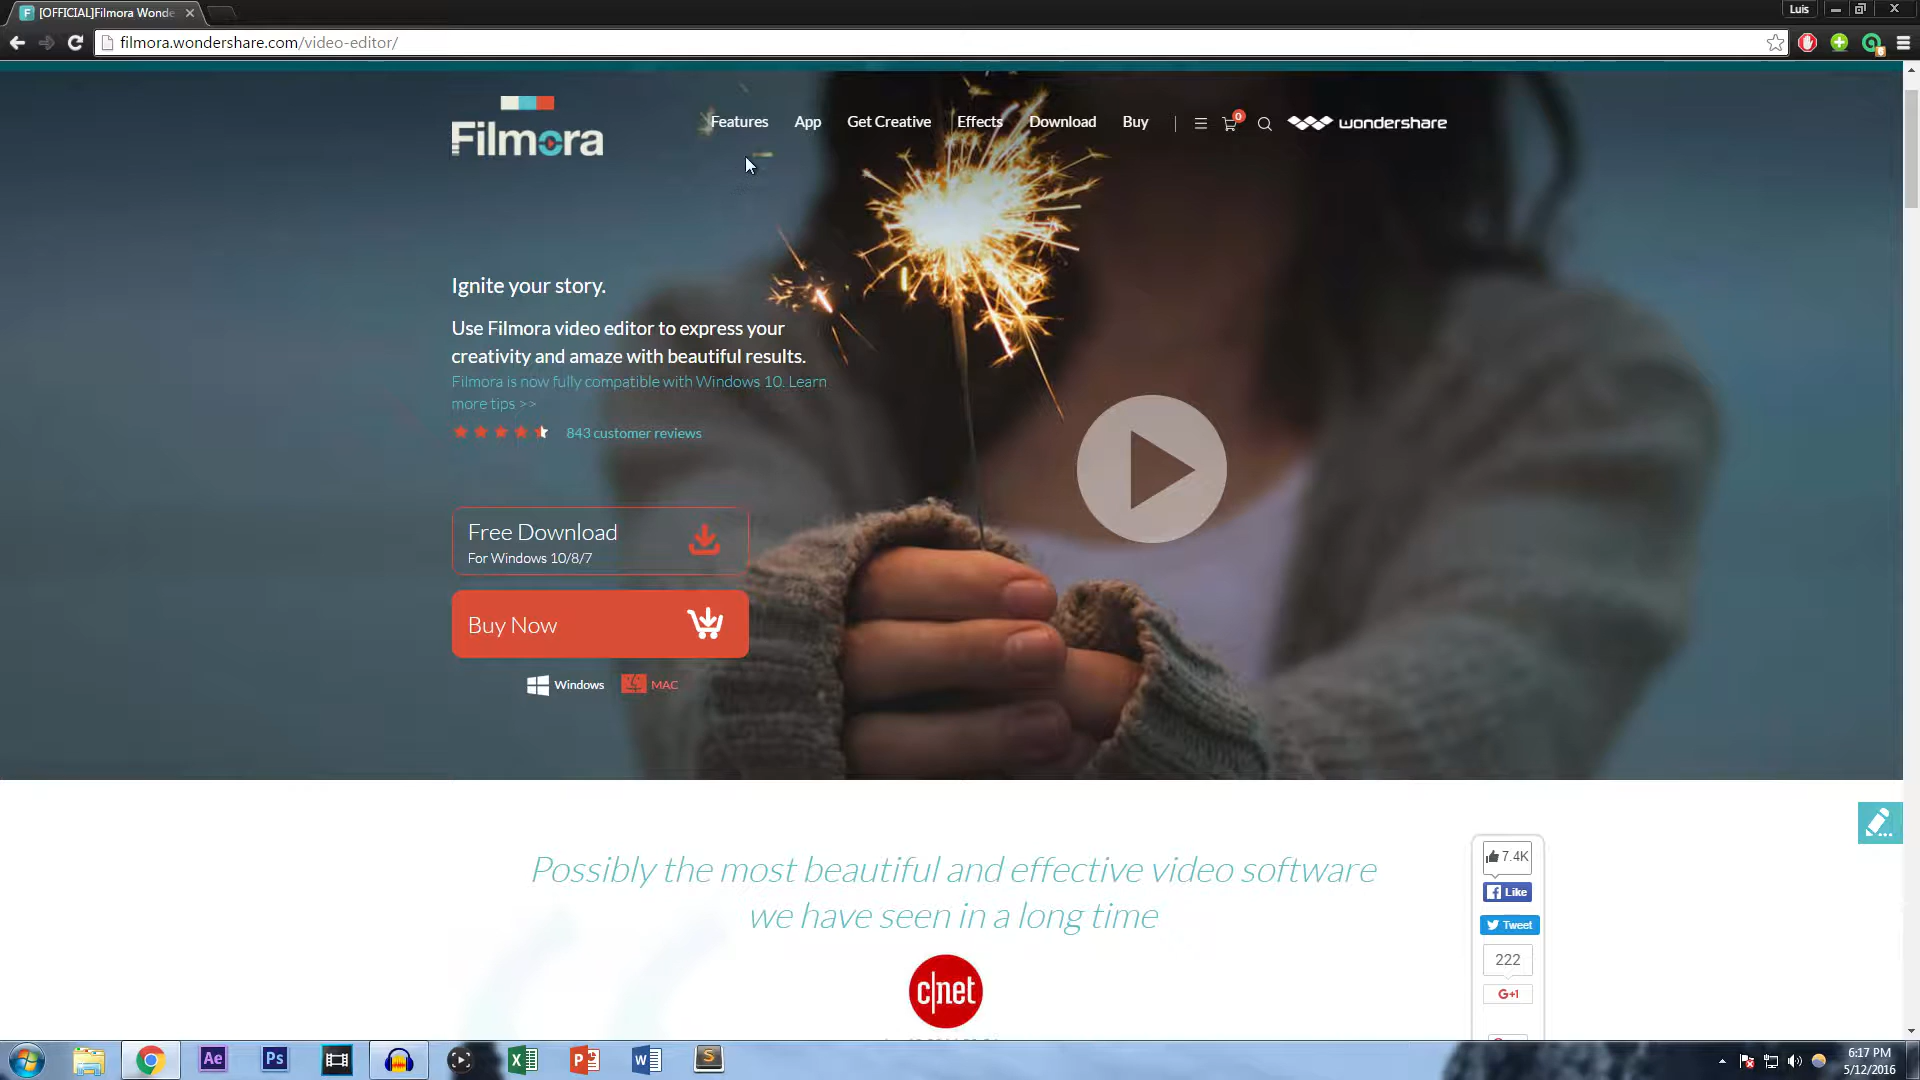 [OFFICIAL]Filmora Wonde
Luis
filmora.wondershare.com/video-editor/
Filmora
Features
App
Get Creative
Effects
Download
Buy
0
wondershare
Ignite your story.
Use Filmora video editor to express your
creativity and amaze with beautiful results.
Filmora is now fully compatible with Windows 10. Learn
more tips >>
843 customer reviews
Free Download
For Windows 10/8/7
Buy Now
Windows
MAC
Possibly the most beautiful and effective video software
we have seen in a long time
c|net
7.4K
Like
Tweet
222
G+1
Ae
Ps
6:17 PM
5/12/2016